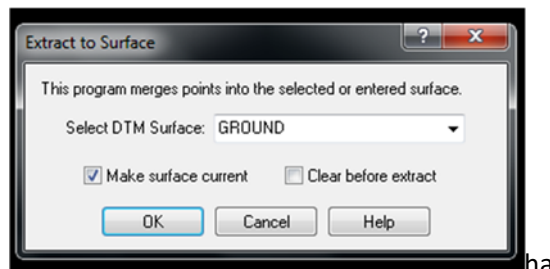 Extract to Surface
?
X
This program merges points into the selected or entered surface.
Select DTM Surface: GROUND
Make surface current Clear before extract
OK Cancel Help
ha